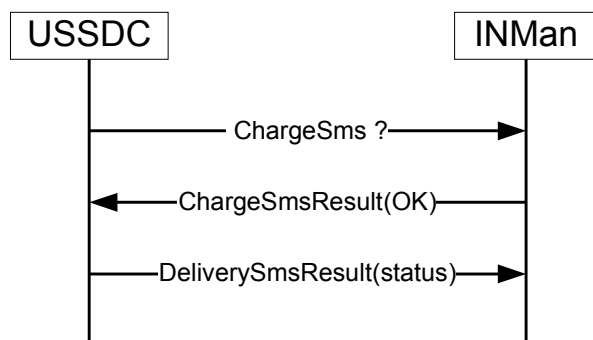 USSDC
INMan
ChargeSms ?
ChargeSmsResult(OK)
DeliverySmsResult(status)